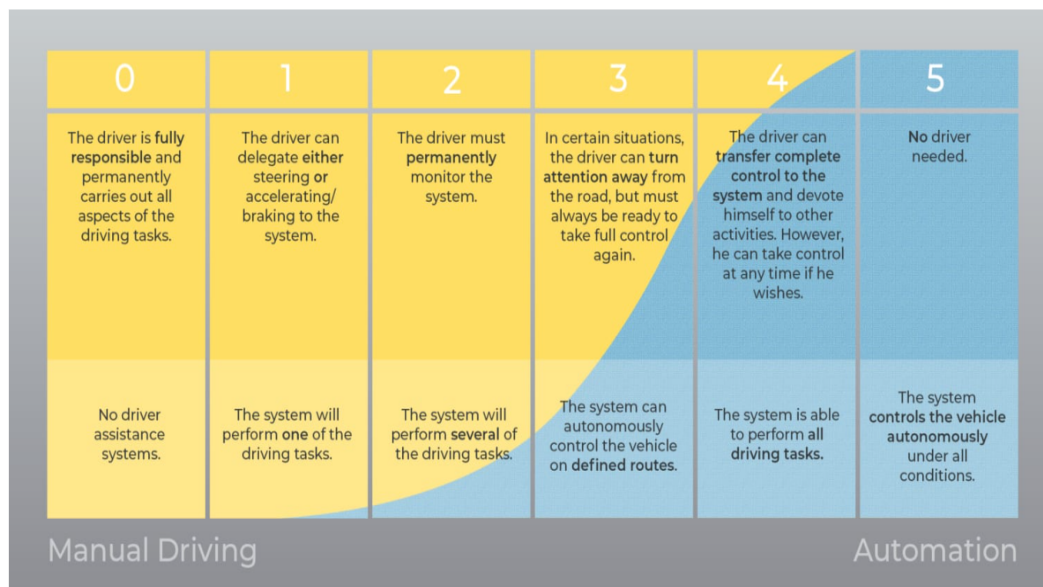 0
1
2
3
4
5
The driver is fully
responsible and
permanently
carries out all
aspects of the
driving tasks.
The driver can
delegate either
steering or
accelerating/
braking to the
system.
The driver must
permanently
monitor the
system.
In certain situations,
the driver can turn
attention away from
the road, but must
always be ready to
take full control
again.
The driver can
transfer complete
control to the
system and devote
himself to other
activities. However,
he can take control
at any time if he
wishes.
No driver
needed.
No driver
assistance
systems.
The system will
perform one of the
driving tasks.
The system will
perform several of
the driving tasks.
The system can
autonomously
control the vehicle
on defined routes.
The system is able
to perform all
driving tasks.
The system
controls the vehicle
autonomously
under all
conditions.
Manual Driving
Automation